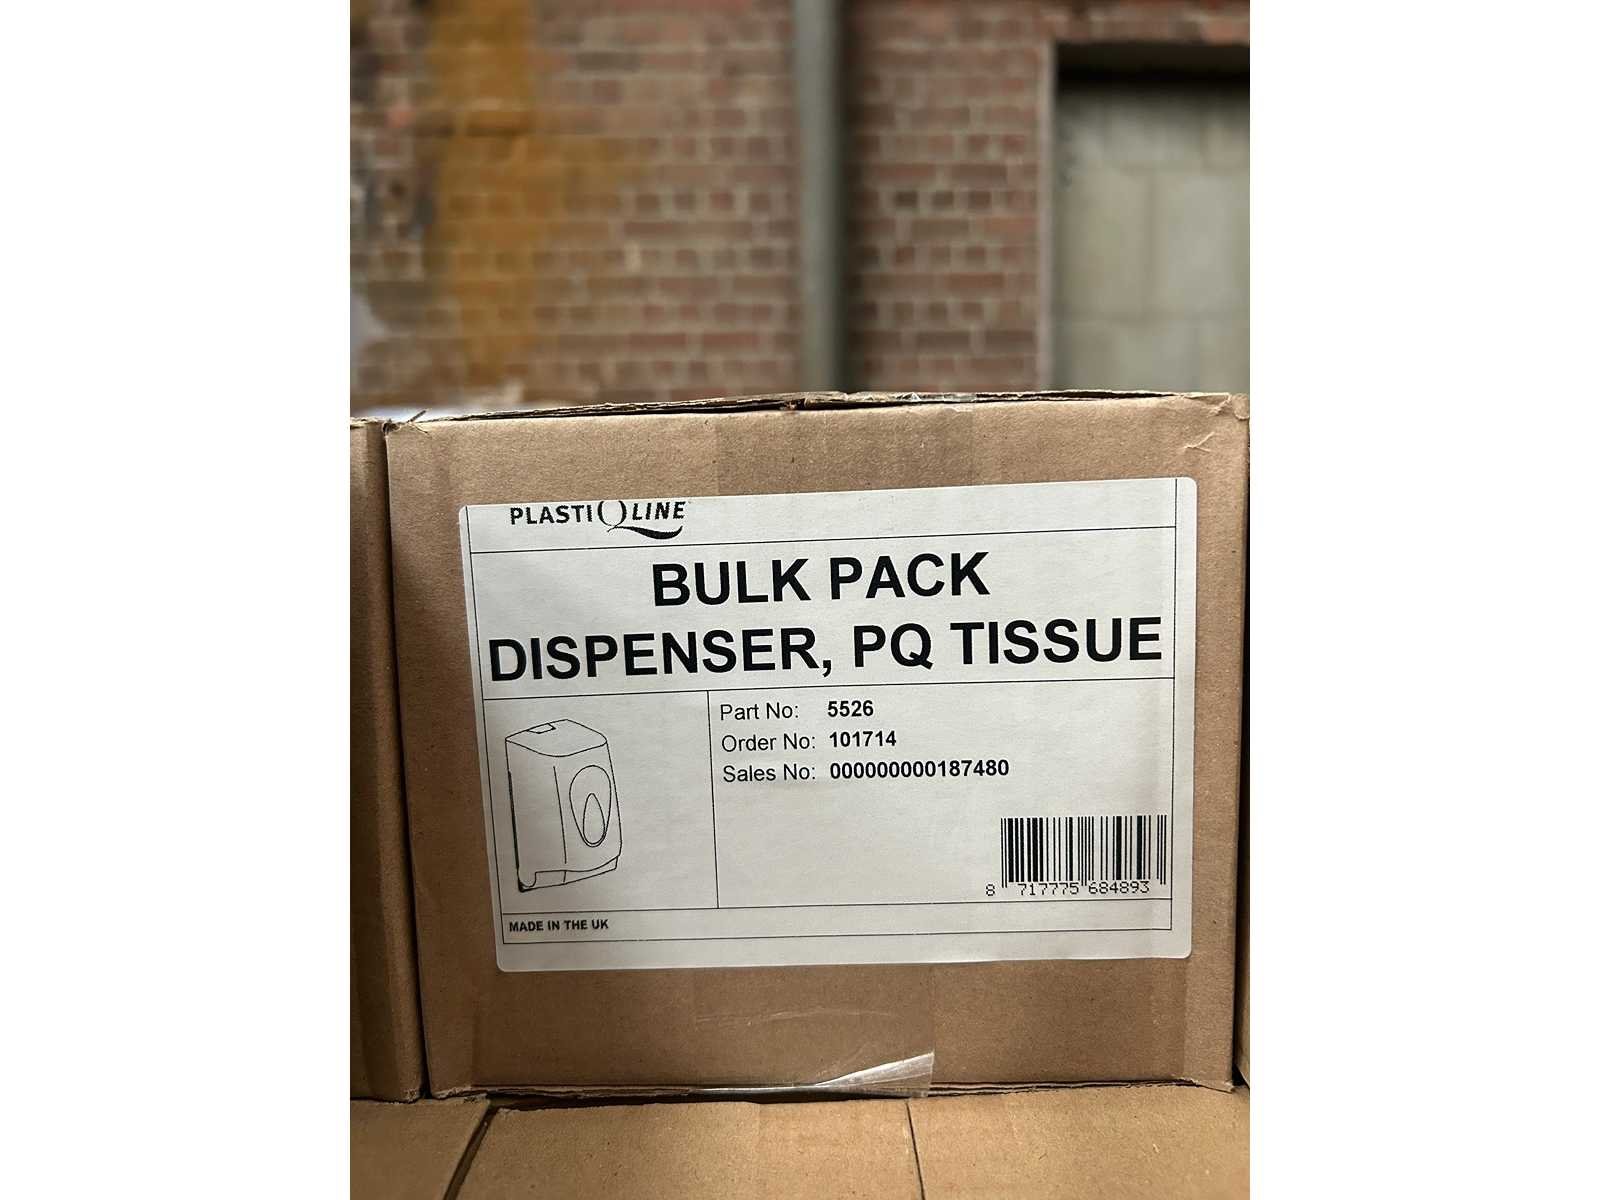 PLASTIQLINE
BULK PACK
DISPENSER, PQ TISSUE
Part No: 5526
Order No: 101714
Sales No: 000000000187480
8 717775 684893
MADE IN THE UK